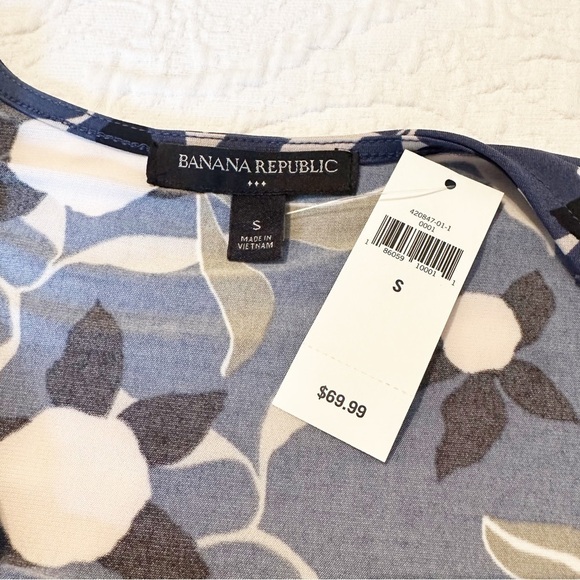 BANANA REPUBLIC
S
MADE IN
VIETNAM
420847-01-1
0001
1 86059 10001 1
S
$69.99